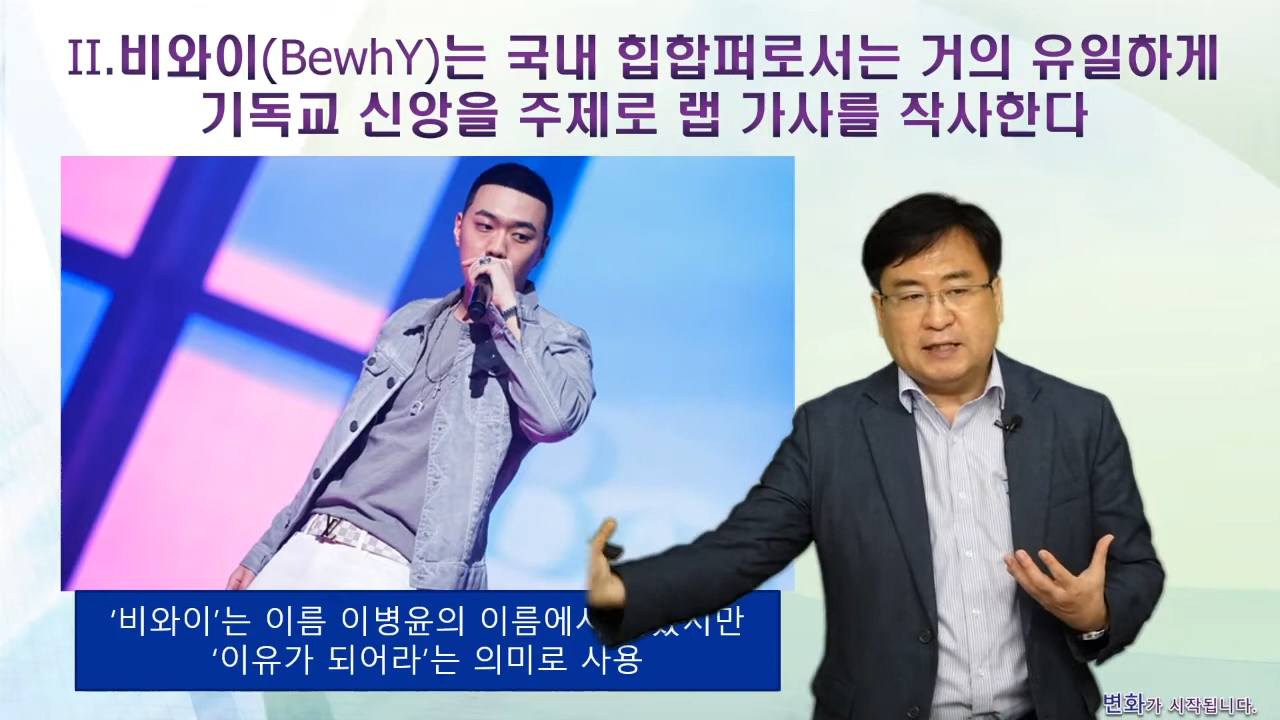 II.비와이(BewhY)는 국내 힙합퍼로서는 거의 유일하게
기독교 신앙을 주제로 랩 가사를 작사한다
‘비와이’는 이름 이병윤의 이름에서
‘이유가 되어라’는 의미로 사용
변화가 시작됩니다.